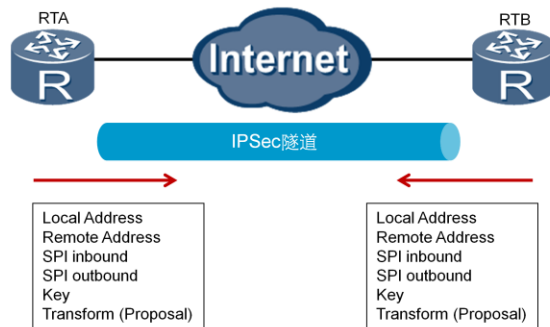 RTA
RTB
R
Internet
R
IPSec隧道
Local Address
Remote Address
SPI inbound
SPI outbound
Key
Transform (Proposal)
Local Address
Remote Address
SPI inbound
SPI outbound
Key
Transform (Proposal)